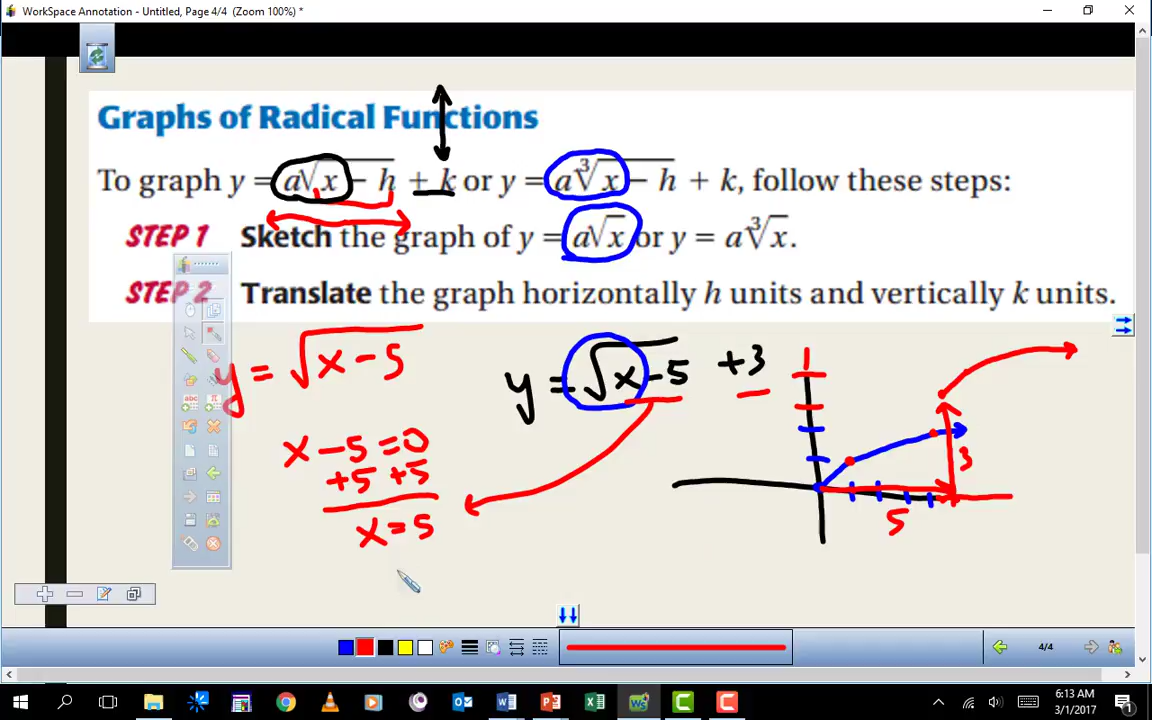 WorkSpace Annotation - Untitled, Page 4/4 (Zoom 100%) *
Graphs of Radical Functions
To graph y = a√x − h + k or y = a∛x − h + k, follow these steps:
STEP 1 Sketch the graph of y = a√x or y = a∛x.
STEP 2 Translate the graph horizontally h units and vertically k units.
y = √x − 5
y = √x − 5 + 3
x − 5 = 0
+5 +5
x = 5
3
5
4/4
6:13 AM
3/1/2017